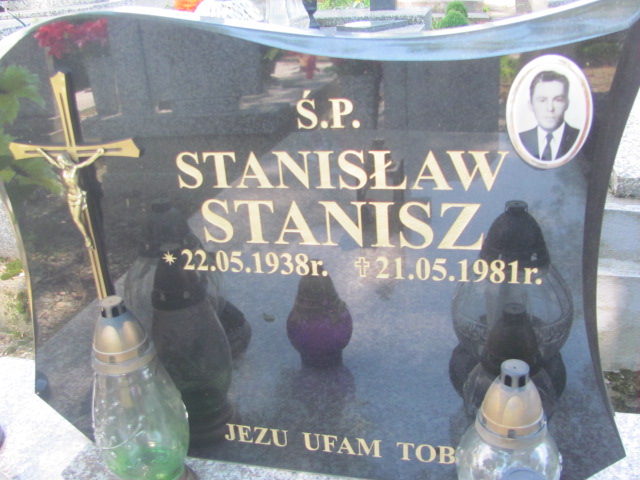 Ś.P.
STANISŁAW
STANISZ
*22.05.1938r. †21.05.1981r.
JEZU UFAM TOB